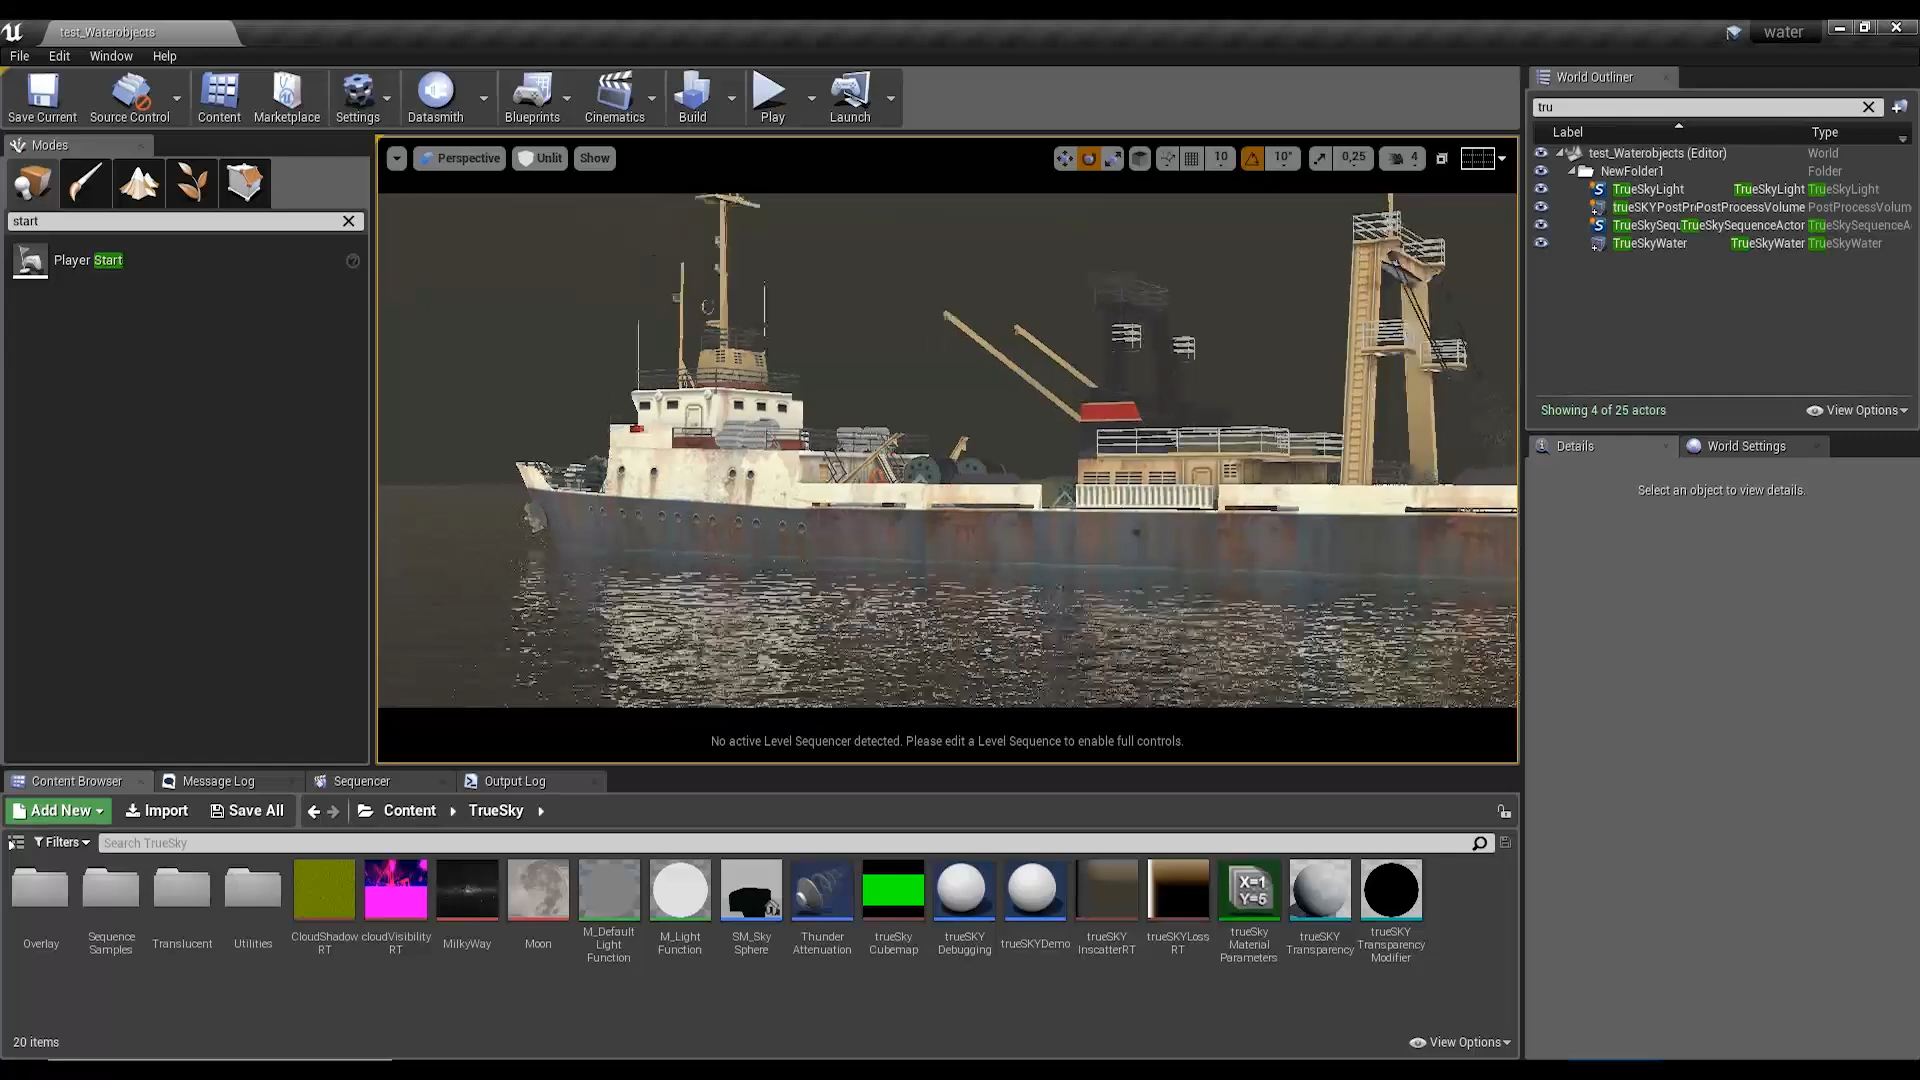 test_Waterobjects
water
File Edit Window Help
Save Current Source Control Content Marketplace Settings Datasmith Blueprints Cinematics Build Play Launch
Modes
start
Player Start
Perspective Unlit Show
10 10° 0,25 4
No active Level Sequencer detected. Please edit a Level Sequence to enable full controls.
World Outliner
tru
Label Type
test_Waterobjects (Editor) World
NewFolder1 Folder
TrueSkyLight TrueSkyLight TrueSkyLight
trueSKYPostPr PostProcessVolume PostProcessVolum
TrueSkySequ TrueSkySequenceActor TrueSkySequenceA
TrueSkyWater TrueSkyWater TrueSkyWater
Showing 4 of 25 actors View Options
Details World Settings
Select an object to view details.
Content Browser Message Log Sequencer Output Log
Add New Import Save All Content TrueSky
Filters Search TrueSky
X=1
Y=5
Overlay
Sequence
Samples
Translucent
Utilities
CloudShadow
RT
cloudVisibility
RT
MilkyWay
Moon
M_Default
Light
Function
M_Light
Function
SM_Sky
Sphere
Thunder
Attenuation
trueSky
Cubemap
trueSKY
Debugging
trueSKYDemo
trueSKY
InscatterRT
trueSKYLoss
RT
trueSky
Material
Parameters
trueSKY
Transparency
trueSKY
Transparency
Modifier
20 items View Options